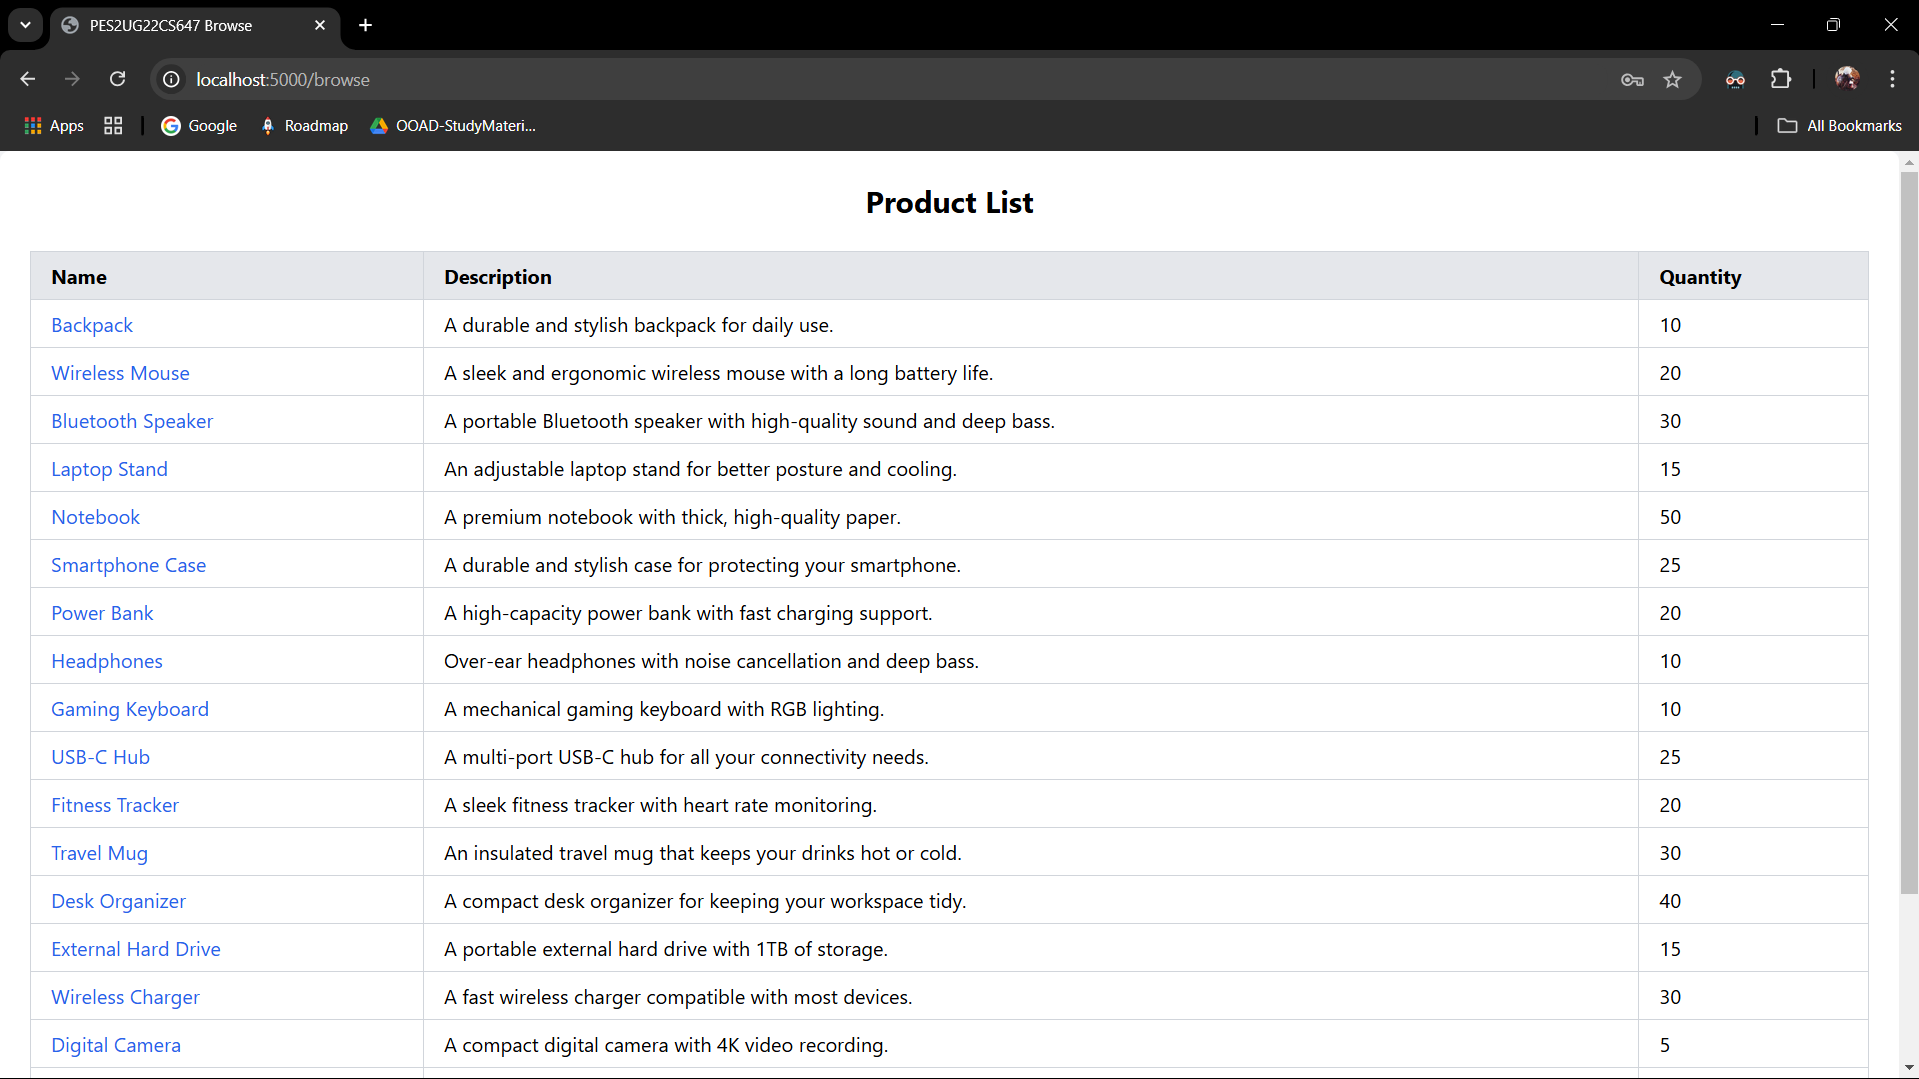 PES2UG22CS647 Browse
localhost:5000/browse
Apps Google Roadmap OOAD-StudyMateri... All Bookmarks
Product List
Name Description Quantity
Backpack A durable and stylish backpack for daily use. 10
Wireless Mouse A sleek and ergonomic wireless mouse with a long battery life. 20
Bluetooth Speaker A portable Bluetooth speaker with high-quality sound and deep bass. 30
Laptop Stand An adjustable laptop stand for better posture and cooling. 15
Notebook A premium notebook with thick, high-quality paper. 50
Smartphone Case A durable and stylish case for protecting your smartphone. 25
Power Bank A high-capacity power bank with fast charging support. 20
Headphones Over-ear headphones with noise cancellation and deep bass. 10
Gaming Keyboard A mechanical gaming keyboard with RGB lighting. 10
USB-C Hub A multi-port USB-C hub for all your connectivity needs. 25
Fitness Tracker A sleek fitness tracker with heart rate monitoring. 20
Travel Mug An insulated travel mug that keeps your drinks hot or cold. 30
Desk Organizer A compact desk organizer for keeping your workspace tidy. 40
External Hard Drive A portable external hard drive with 1TB of storage. 15
Wireless Charger A fast wireless charger compatible with most devices. 30
Digital Camera A compact digital camera with 4K video recording. 5